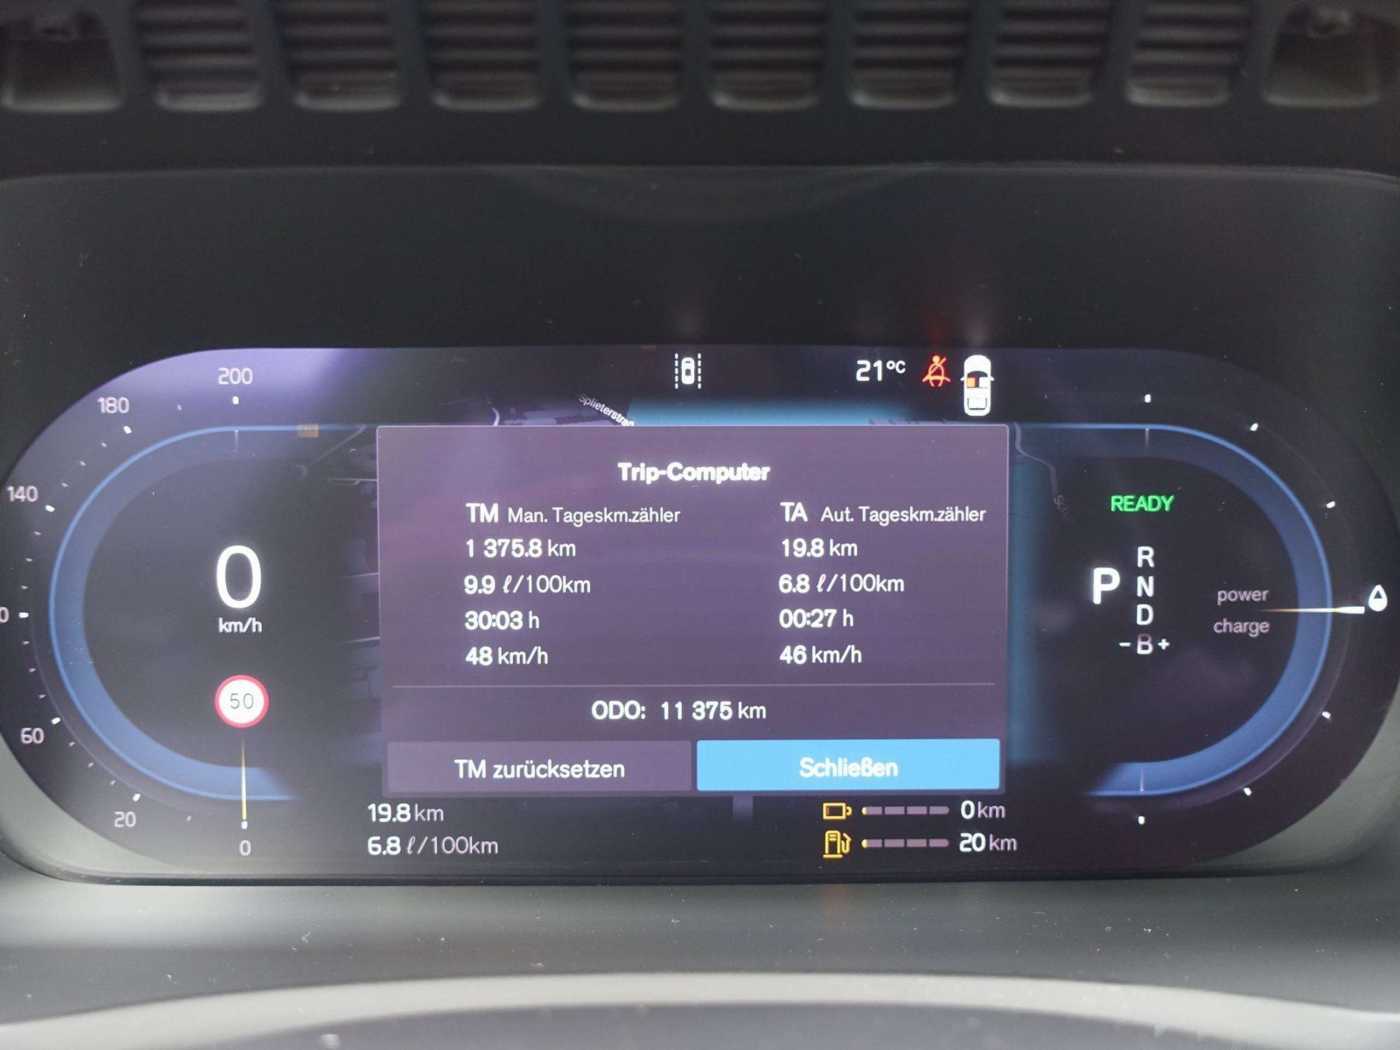 200
21°C
180
Splieterstraß
140
Trip-Computer
TM Man. Tageskm.zähler
TA Aut. Tageskm.zähler
1 375.8 km
19.8 km
9.9 ℓ/100km
6.8 ℓ/100km
30:03 h
00:27 h
48 km/h
46 km/h
ODO: 11 375 km
TM zurücksetzen
Schließen
0
km/h
50
READY
P
R
N
D
- B +
power
charge
60
20
0
19.8 km
6.8 ℓ/100km
0 km
20 km